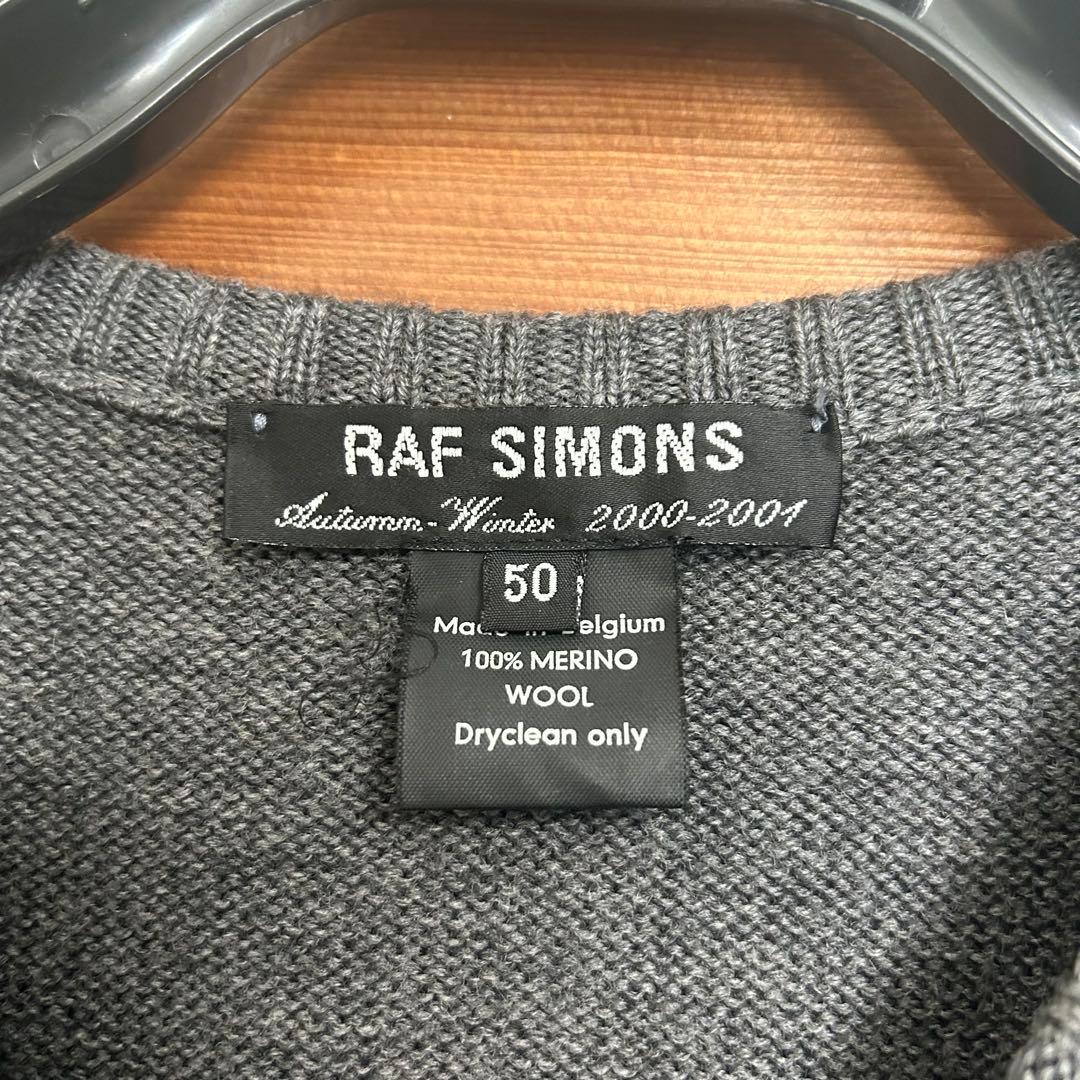 RAF SIMONS
Autumn-Winter 2000-2001
50
Made in Belgium
100% MERINO
WOOL
Dryclean only